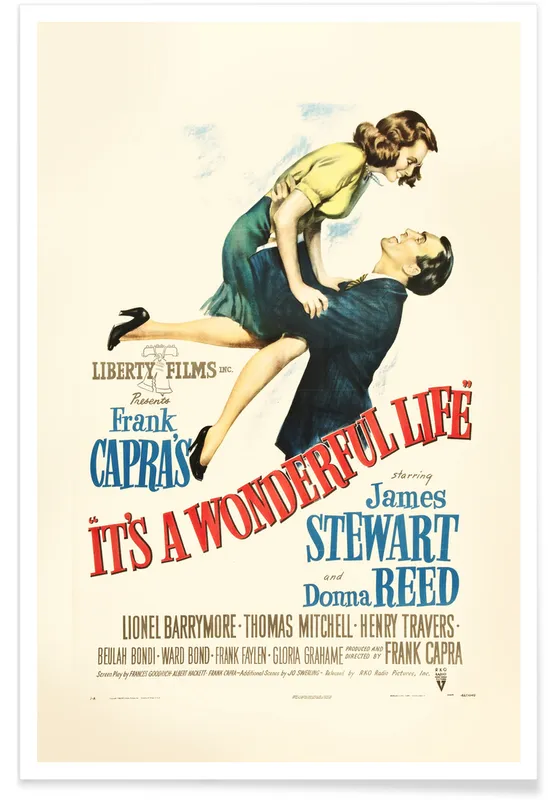 LIBERTY FILMS INC.
Presents
Frank
CAPRA'S
"IT'S A WONDERFUL LIFE"
starring
James
STEWART
and
Donna REED
LIONEL BARRYMORE · THOMAS MITCHELL · HENRY TRAVERS ·
BEULAH BONDI · WARD BOND · FRANK FAYLEN · GLORIA GRAHAME PRODUCED AND DIRECTED BY FRANK CAPRA
Screen Play by FRANCES GOODRICH · ALBERT HACKETT · FRANK CAPRA — Additional Scenes by JO SWERLING · Released by RKO Radio Pictures, Inc.
RKO
RADIO